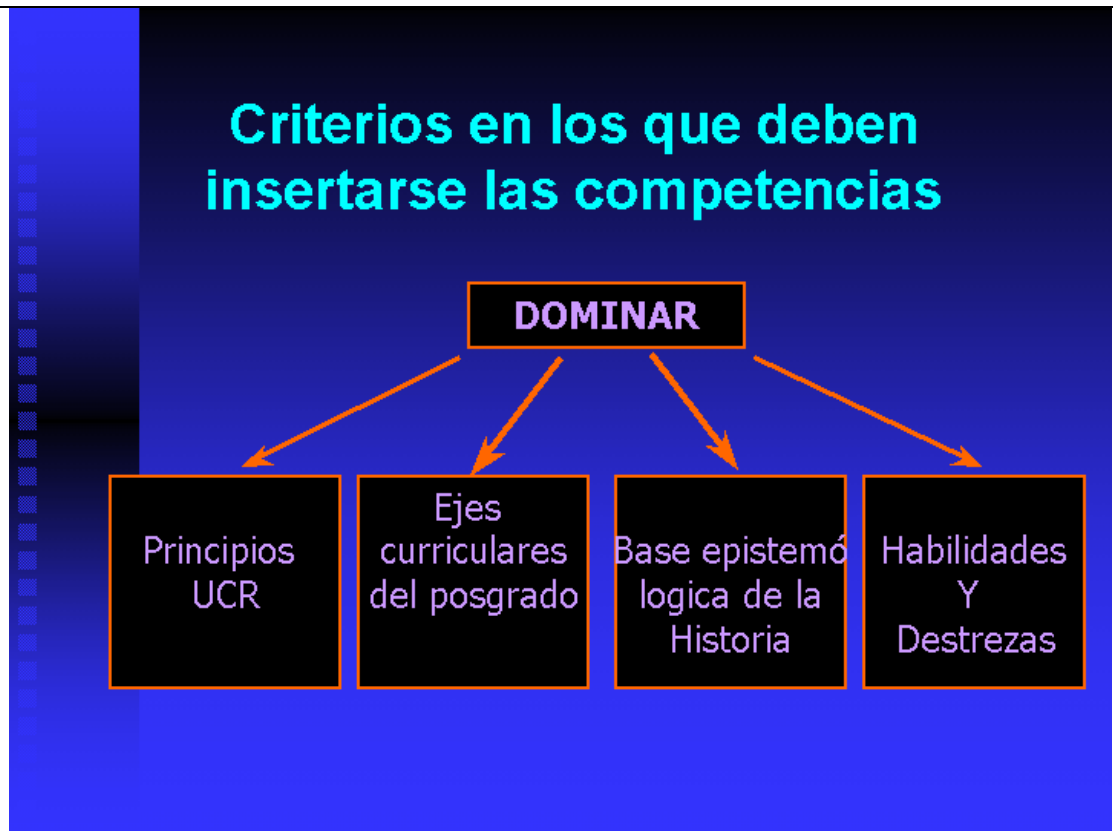 Criterios en los que deben
insertarse las competencias
DOMINAR
Principios
UCR
Ejes
curriculares
del posgrado
Base epistemó
logica de la
Historia
Habilidades
Y
Destrezas